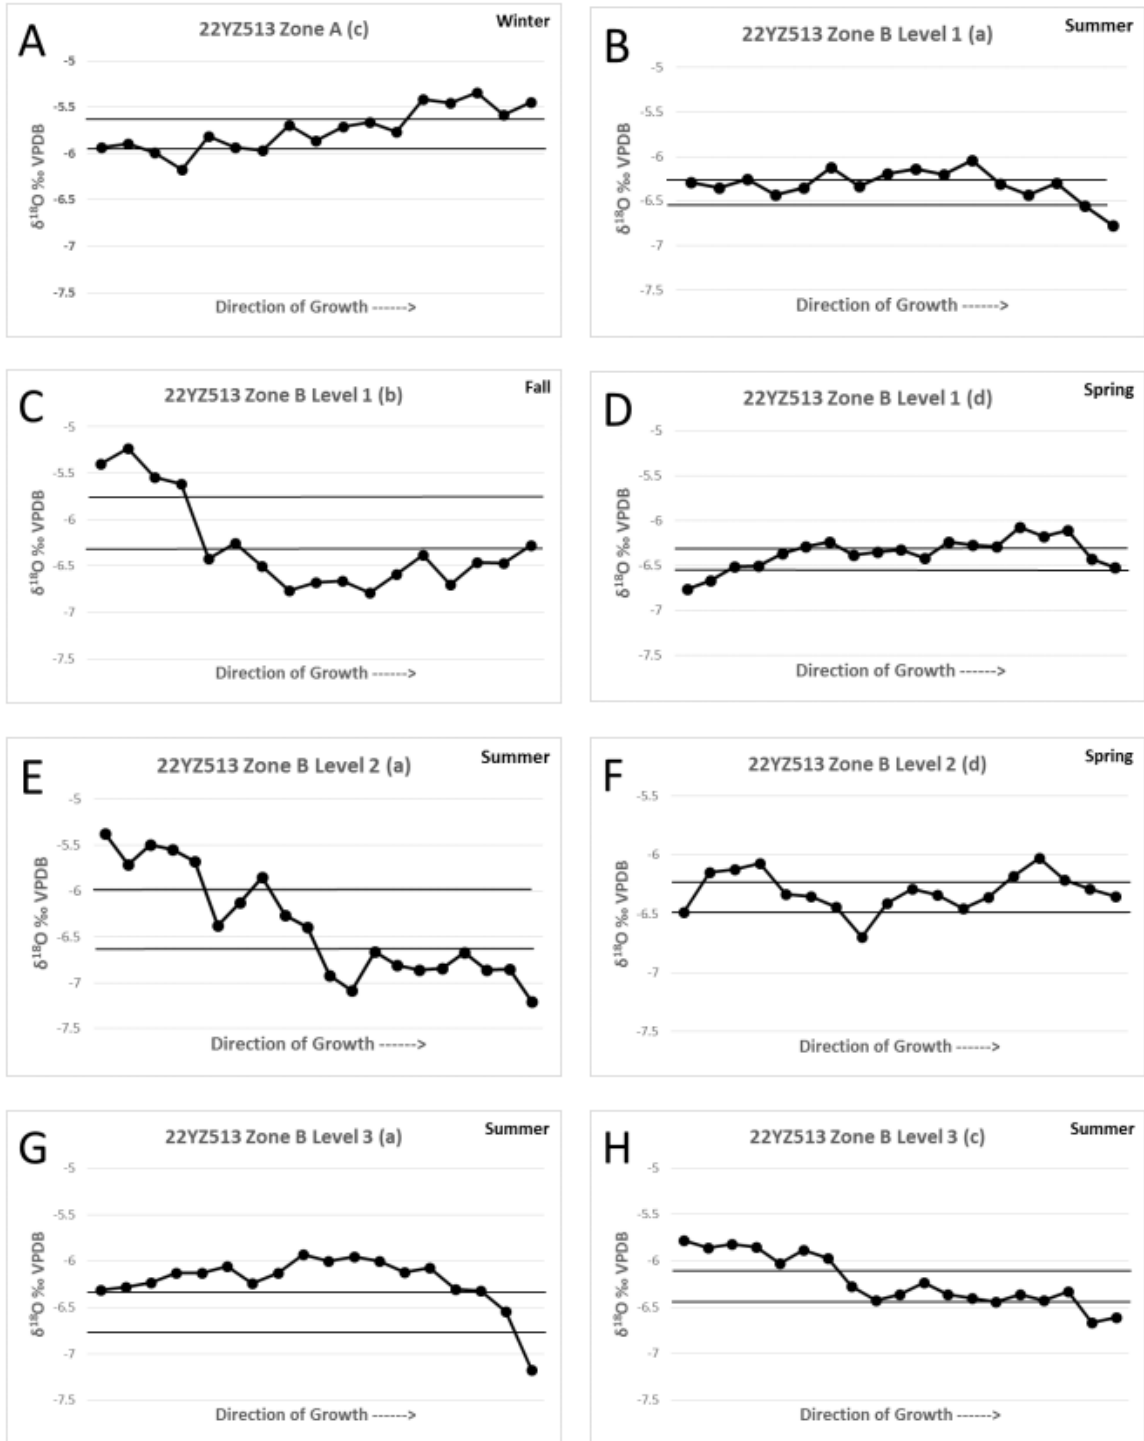 A
22YZ513 Zone A (c)
Winter
-5
-5.5
-6
-6.5
-7
-7.5
δ¹⁸O ‰ VPDB
Direction of Growth ------>
B
22YZ513 Zone B Level 1 (a)
Summer
-5
-5.5
-6
-6.5
-7
-7.5
δ¹⁸O ‰ VPDB
Direction of Growth ------>
C
22YZ513 Zone B Level 1 (b)
Fall
-5
-5.5
-6
-6.5
-7
-7.5
δ¹⁸O ‰ VPDB
Direction of Growth ------>
D
22YZ513 Zone B Level 1 (d)
Spring
-5
-5.5
-6
-6.5
-7
-7.5
δ¹⁸O ‰ VPDB
Direction of Growth ------>
E
22YZ513 Zone B Level 2 (a)
Summer
-5
-5.5
-6
-6.5
-7
-7.5
δ¹⁸O ‰ VPDB
Direction of Growth ------>
F
22YZ513 Zone B Level 2 (d)
Spring
-5.5
-6
-6.5
-7
-7.5
δ¹⁸O ‰ VPDB
Direction of Growth ------>
G
22YZ513 Zone B Level 3 (a)
Summer
-5
-5.5
-6
-6.5
-7
-7.5
δ¹⁸O ‰ VPDB
Direction of Growth ------>
H
22YZ513 Zone B Level 3 (c)
Summer
-5
-5.5
-6
-6.5
-7
-7.5
δ¹⁸O ‰ VPDB
Direction of Growth ------>